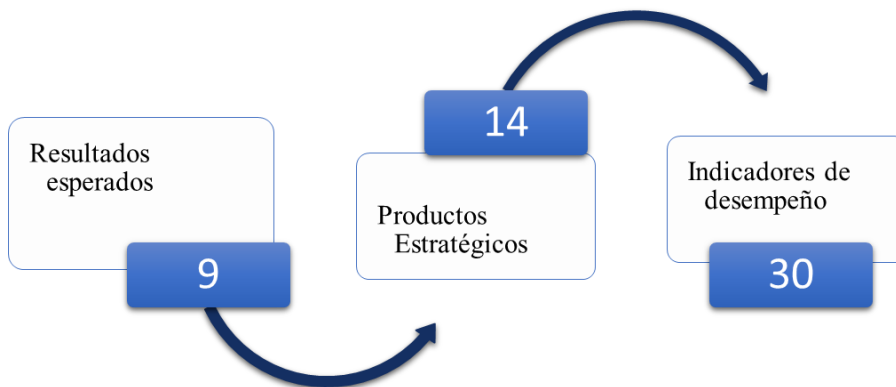 Resultados
esperados
9
14
Productos
Estratégicos
Indicadores de
desempeño
30